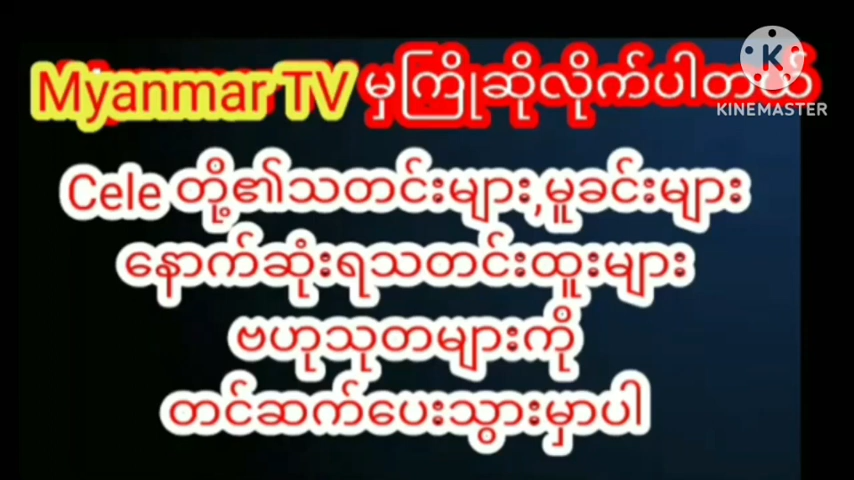 Myanmar TV မှကြိုဆိုလိုက်ပါတယ်
KINEMASTER
Cele တို့၏သတင်းများ,မူခင်းများ
နောက်ဆုံးရသတင်းထူးများ
ဗဟုသုတများကို
တင်ဆက်ပေးသွားမှာပါ